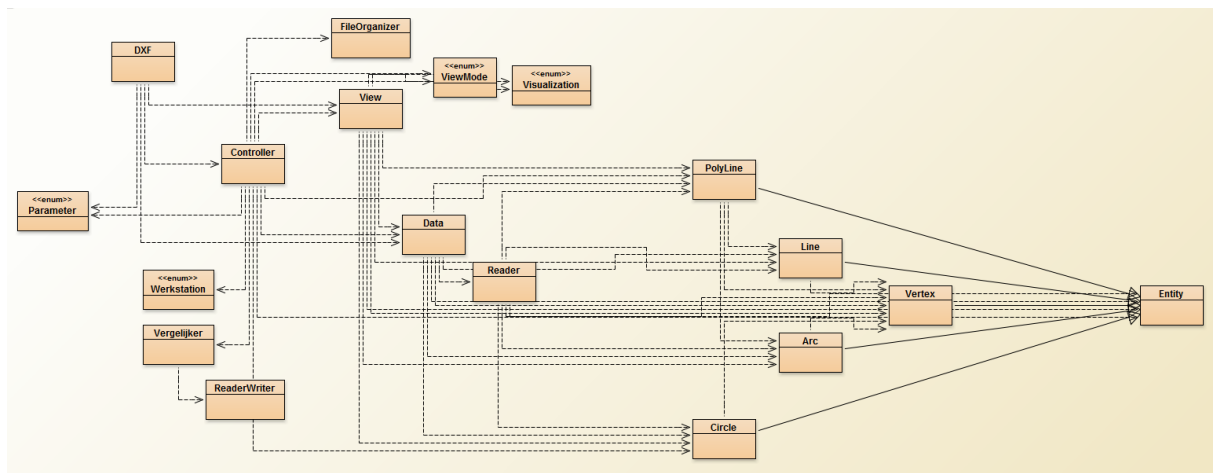 FileOrganizer
DXF
<<enum>>
ViewMode
<<enum>>
Visualization
View
Controller
PolyLine
<<enum>>
Parameter
Data
Line
Reader
<<enum>>
Werkstation
Vertex
Entity
Vergelijker
Arc
ReaderWriter
Circle